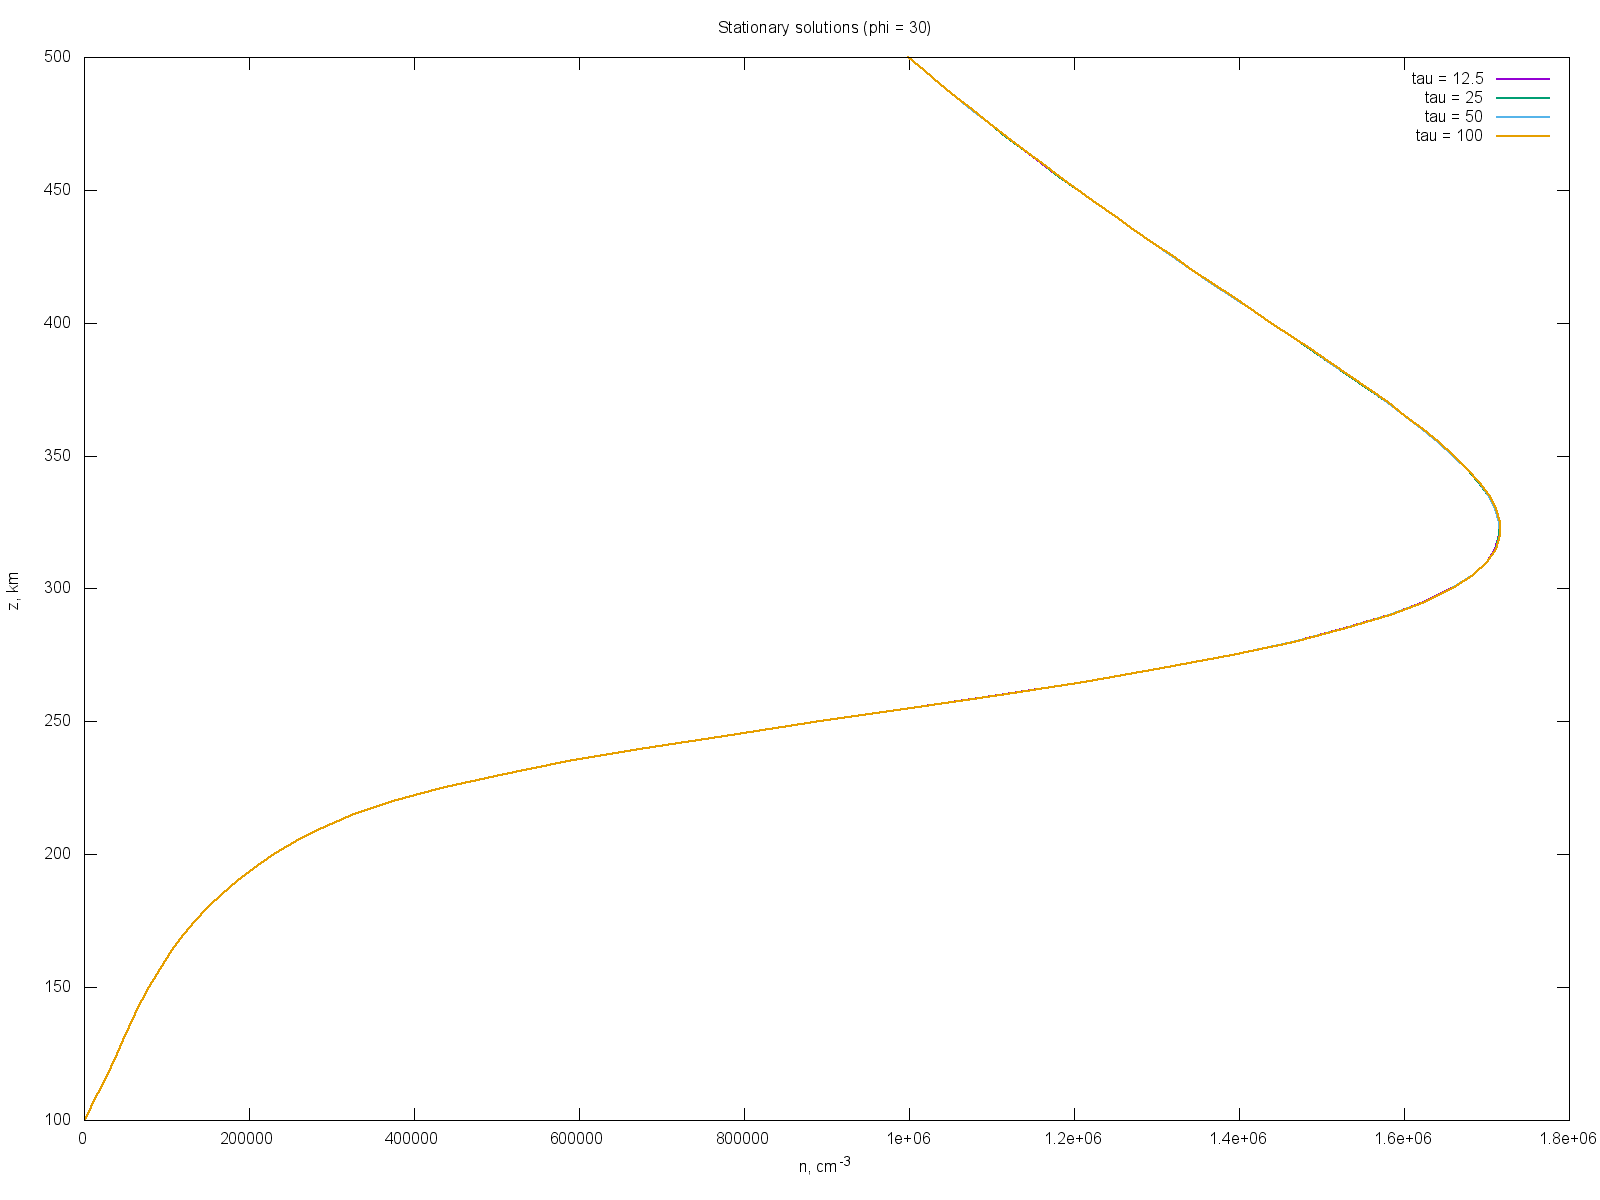 Stationary solutions (phi = 30)
tau = 12.5
tau = 25
tau = 50
tau = 100
500
450
400
350
300
250
200
150
100
z, km
0 200000 400000 600000 800000 1e+06 1.2e+06 1.4e+06 1.6e+06 1.8e+06
n, cm-3